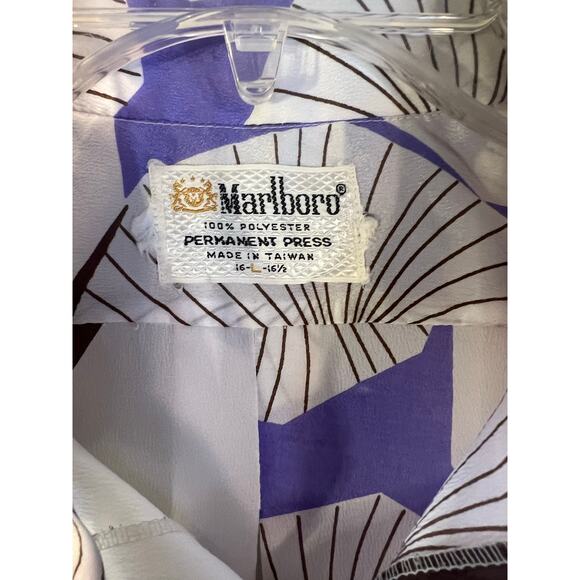 Marlboro®
100% POLYESTER
PERMANENT PRESS
MADE IN TAIWAN
16-L-16½